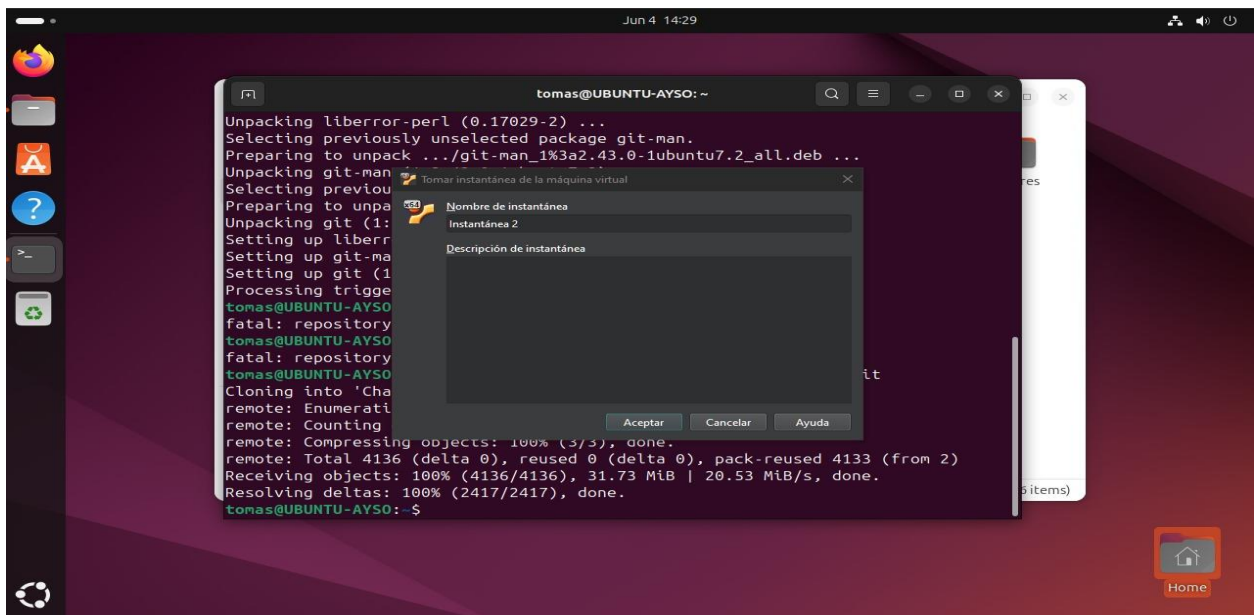 Jun 4 14:29
tomas@UBUNTU-AYSO: ~
Unpacking liberror-perl (0.17029-2) ...
Selecting previously unselected package git-man.
Preparing to unpack .../git-man_1%3a2.43.0-1ubuntu7.2_all.deb ...
Unpacking git-man
Selecting previou
Preparing to unpa
Unpacking git (1:
Setting up liberr
Setting up git-ma
Setting up git (1
Processing trigge
tomas@UBUNTU-AYSO
fatal: repository
tomas@UBUNTU-AYSO
fatal: repository
tomas@UBUNTU-AYSO it
Cloning into 'Cha
remote: Enumerati
remote: Counting
remote: Compressing objects: 100% (3/3), done.
remote: Total 4136 (delta 0), reused 0 (delta 0), pack-reused 4133 (from 2)
Receiving objects: 100% (4136/4136), 31.73 MiB | 20.53 MiB/s, done.
Resolving deltas: 100% (2417/2417), done.
tomas@UBUNTU-AYSO:~$
Tomar instantánea de la máquina virtual
x64
Nombre de instantánea
Instantánea 2
Descripción de instantánea
Aceptar Cancelar Ayuda
res
items)
Home